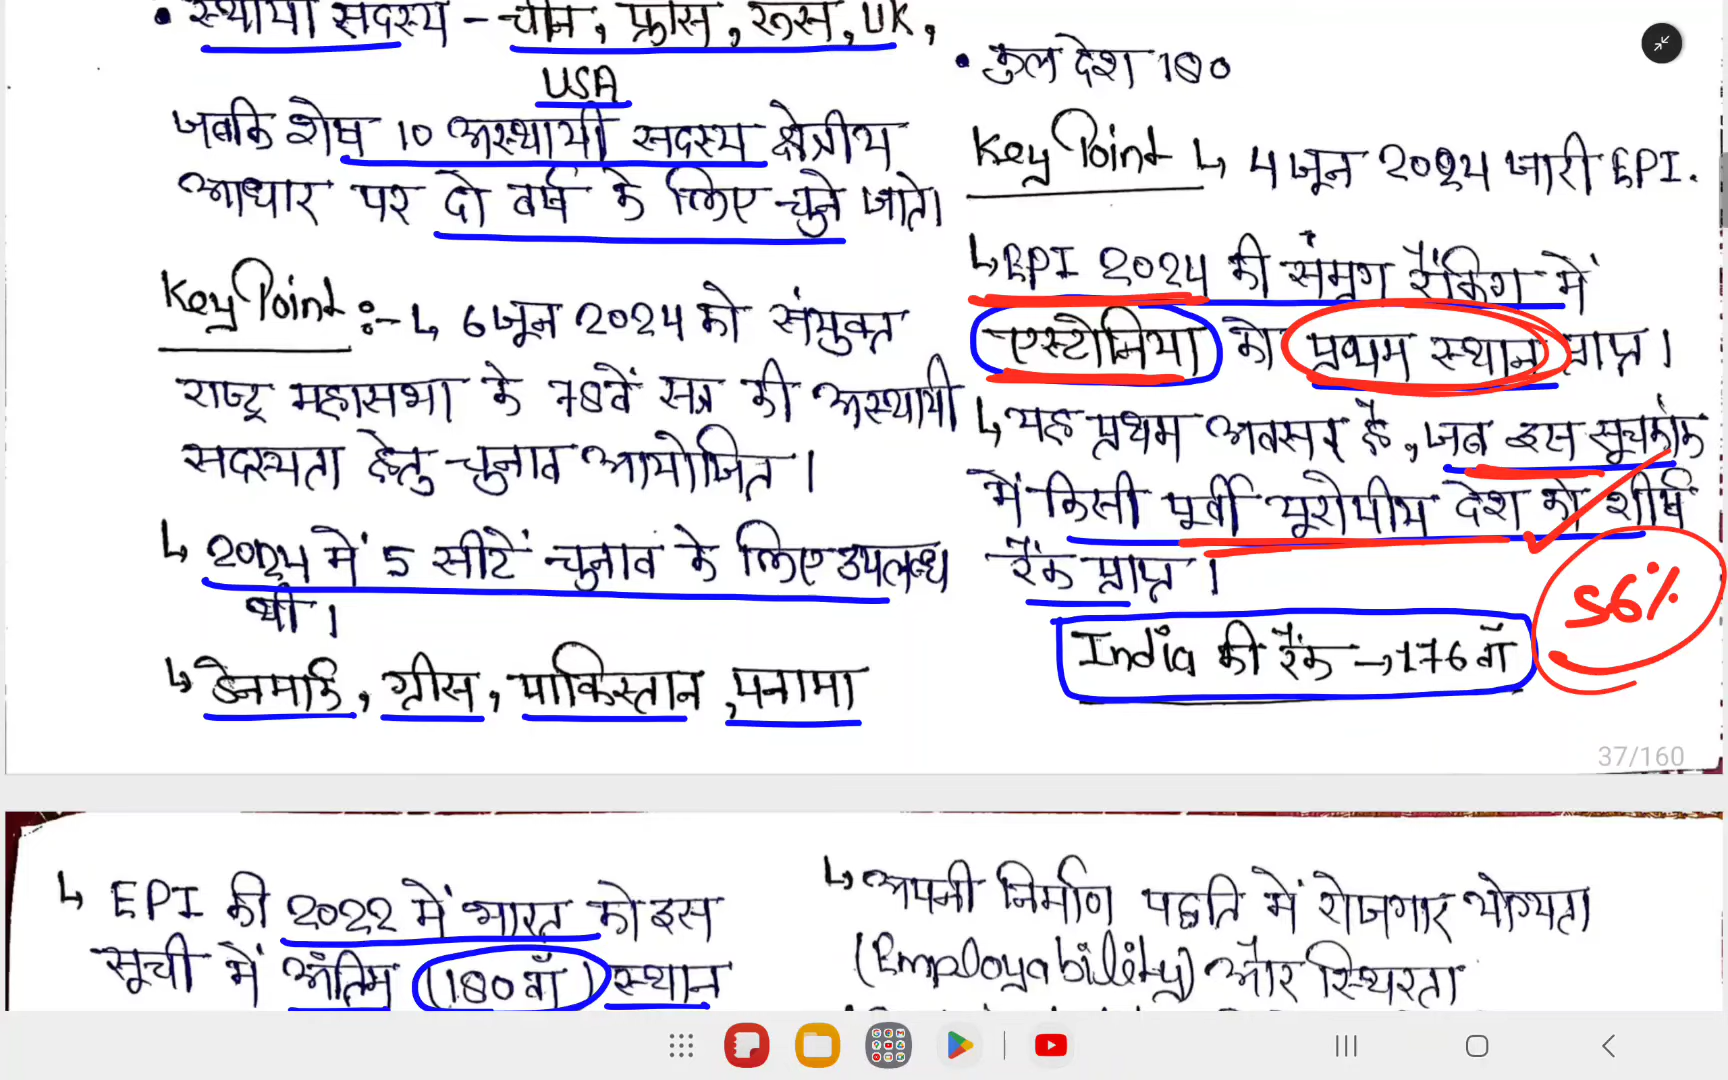 • स्थायी सदस्य - चीन, फ्रांस, रूस, UK,
USA
जबकि शेष 10 अस्थायी सदस्य क्षेत्रीय
आधार पर दो वर्ष के लिए चुने जाते।
Key Point :- ↳ 6 जून 2024 को संयुक्त
राष्ट्र महासभा के 78वें सत्र की अस्थायी
सदस्यता हेतु चुनाव आयोजित।
↳ 2024 में 5 सीटें चुनाव के लिए उपलब्ध
थी।
↳ डेनमार्क, ग्रीस, पाकिस्तान, पनामा
• कुल देश 180
Key Point ↳ 4 जून 2024 जारी EPI.
↳ EPI 2024 की संमग्र रैंकिंग में
एस्टोनिया को प्रथम स्थान प्राप्त।
↳ यह प्रथम अवसर है, जब इस सूचकांक
में किसी पूर्वी यूरोपीय देश को शीर्ष
रैंक प्राप्त।
56%
India की रैंक → 176 वाँ
37/160
↳ EPI की 2022 में भारत को इस
सूची में अंतिम (180 वाँ) स्थान
↳ अपनी निर्माण पद्धति में रोजगार योग्यता
(Employability) और स्थिरता